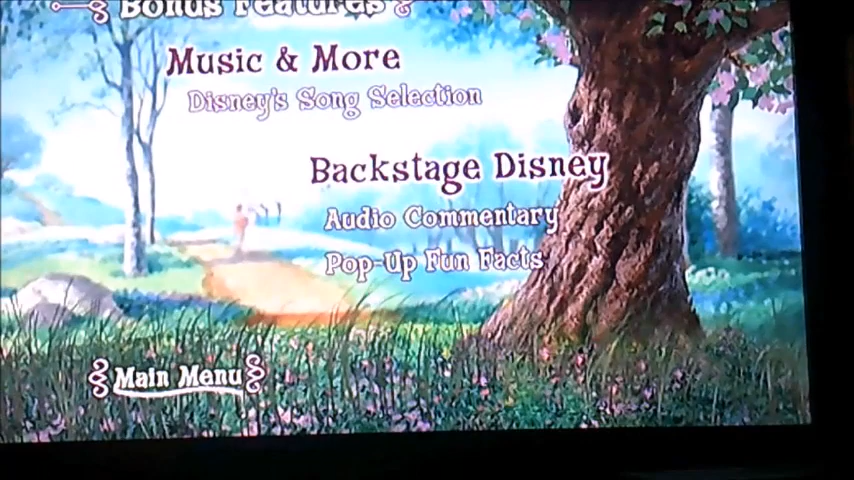 Bonus Features
Music & More
Disney's Song Selection
Backstage Disney
Audio Commentary
Pop-Up Fun Facts
Main Menu